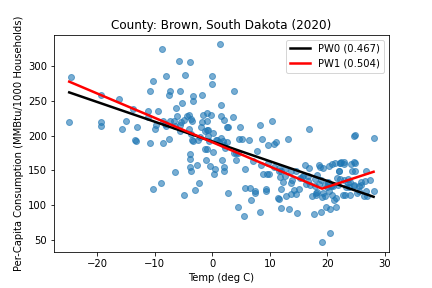 County: Brown, South Dakota (2020)
PW0 (0.467)
PW1 (0.504)
Per-Capita Consumption (MMBtu/1000 Households)
300
250
200
150
100
50
−20 −10 0 10 20 30
Temp (deg C)